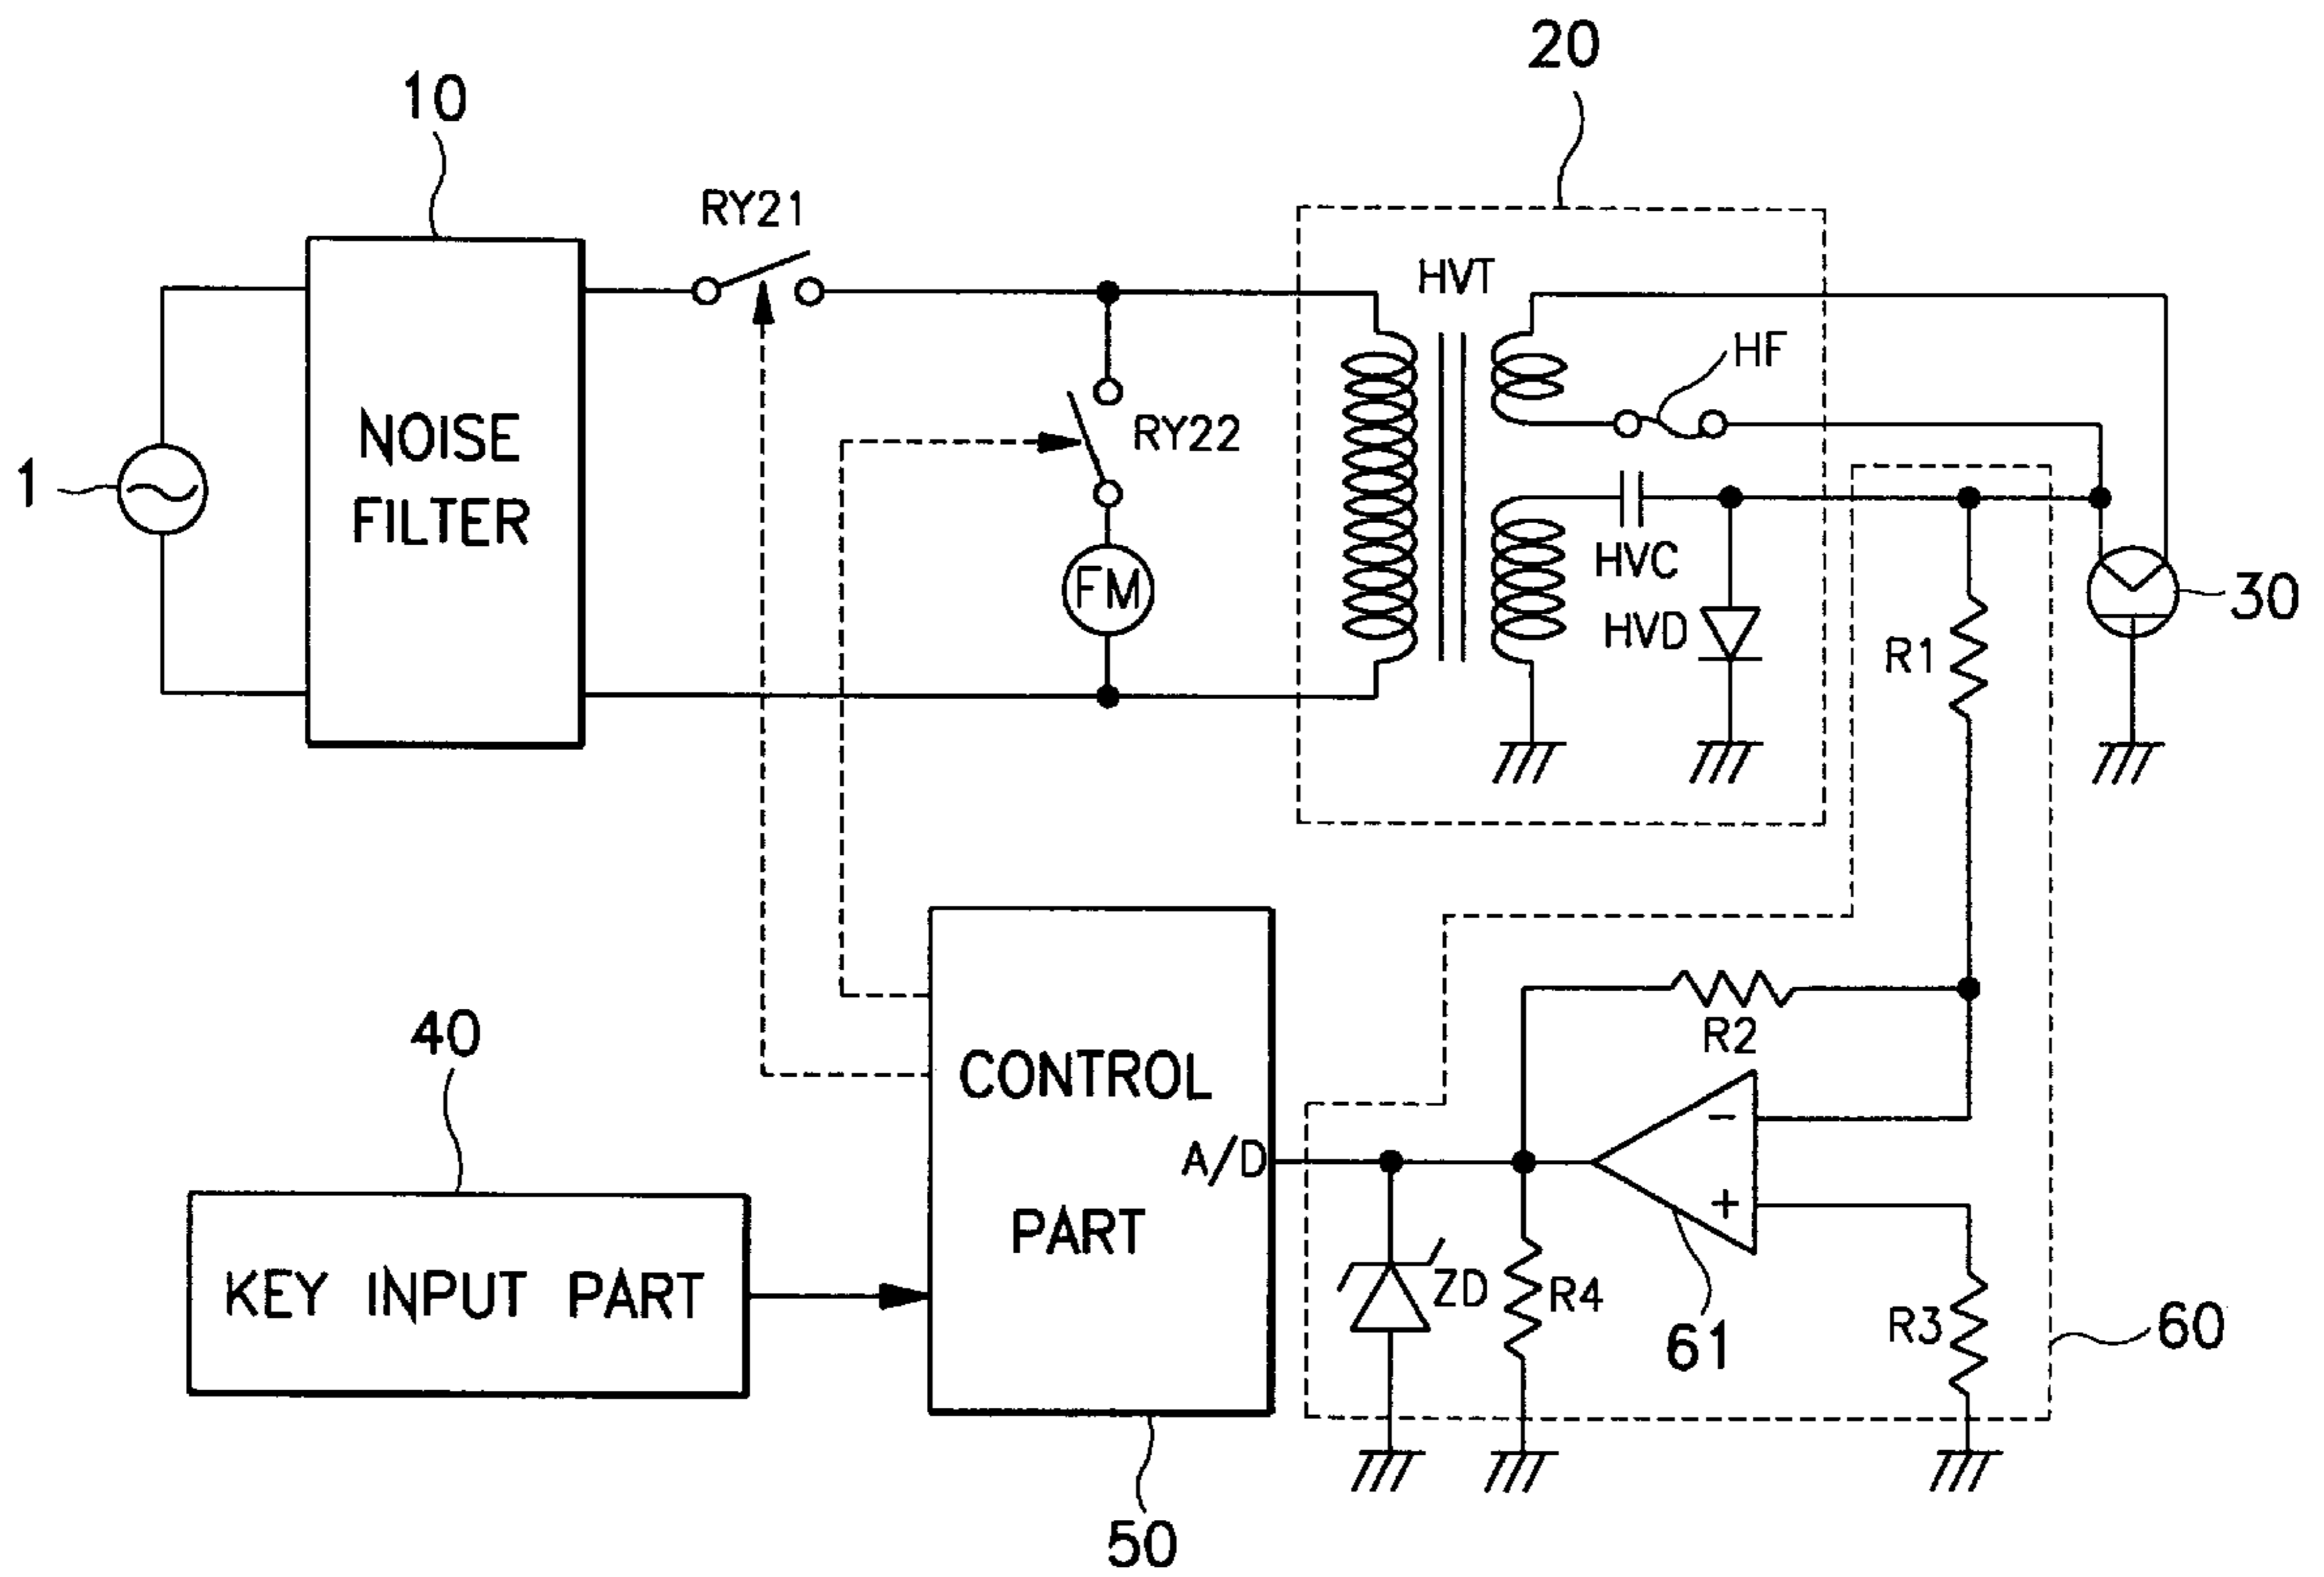 20
10
RY21
HVT
HF
NOISE
FILTER
RY22
1
HVC
FM
HVD
R1
30
R2
40
CONTROL
A/D
PART
−
+
KEY INPUT PART
ZD
R4
61
R3
60
50